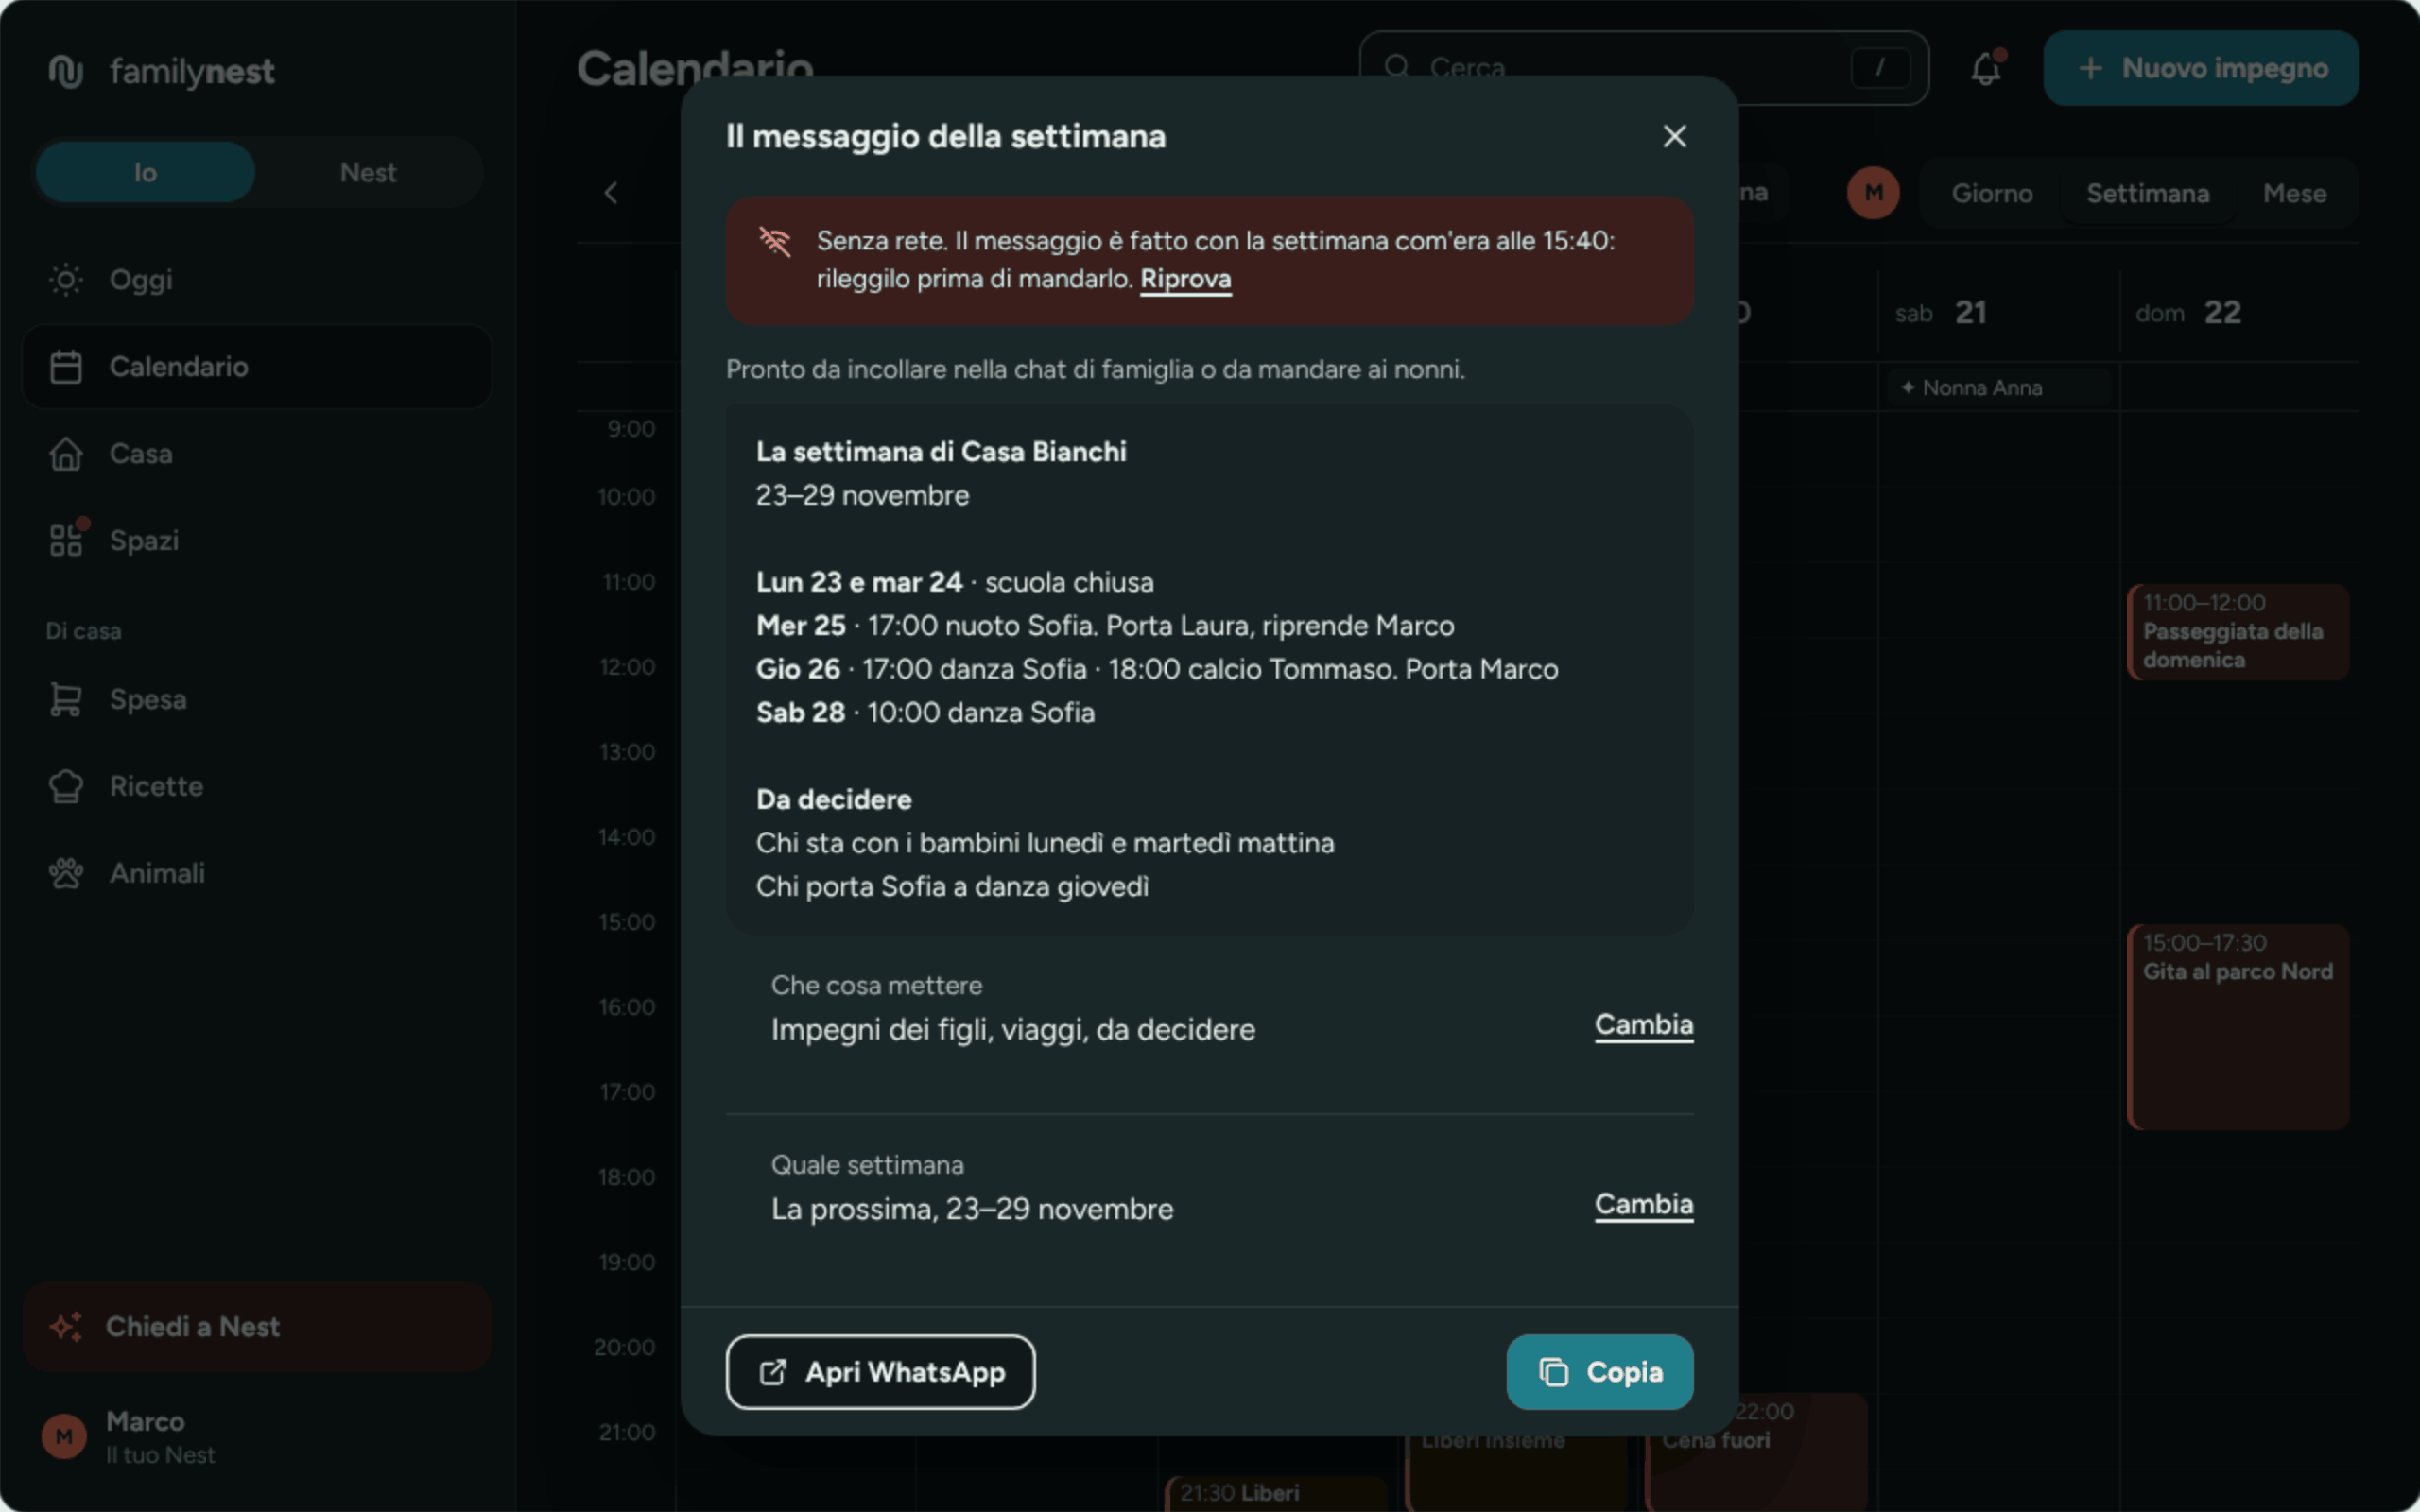 familynest
Io
Nest
Oggi
Calendario
Casa
Spazi
Di casa
Spesa
Ricette
Animali
Chiedi a Nest
M
Marco
Il tuo Nest
Calendario
Cerca
/
Nuovo impegno
na
M
Giorno
Settimana
Mese
sab 21
dom 22
✦ Nonna Anna
9:00
10:00
11:00
12:00
13:00
14:00
15:00
16:00
17:00
18:00
19:00
20:00
21:00
11:00–12:00
Passeggiata della
domenica
15:00–17:30
Gita al parco Nord
Il messaggio della settimana
Senza rete. Il messaggio è fatto con la settimana com'era alle 15:40:
rileggilo prima di mandarlo. Riprova
Pronto da incollare nella chat di famiglia o da mandare ai nonni.
La settimana di Casa Bianchi
23–29 novembre
Lun 23 e mar 24 · scuola chiusa
Mer 25 · 17:00 nuoto Sofia. Porta Laura, riprende Marco
Gio 26 · 17:00 danza Sofia · 18:00 calcio Tommaso. Porta Marco
Sab 28 · 10:00 danza Sofia
Da decidere
Chi sta con i bambini lunedì e martedì mattina
Chi porta Sofia a danza giovedì
Che cosa mettere
Impegni dei figli, viaggi, da decidere
Cambia
Quale settimana
La prossima, 23–29 novembre
Cambia
Apri WhatsApp
Copia
21:30 Liberi
Liberi insieme
22:00
Cena fuori